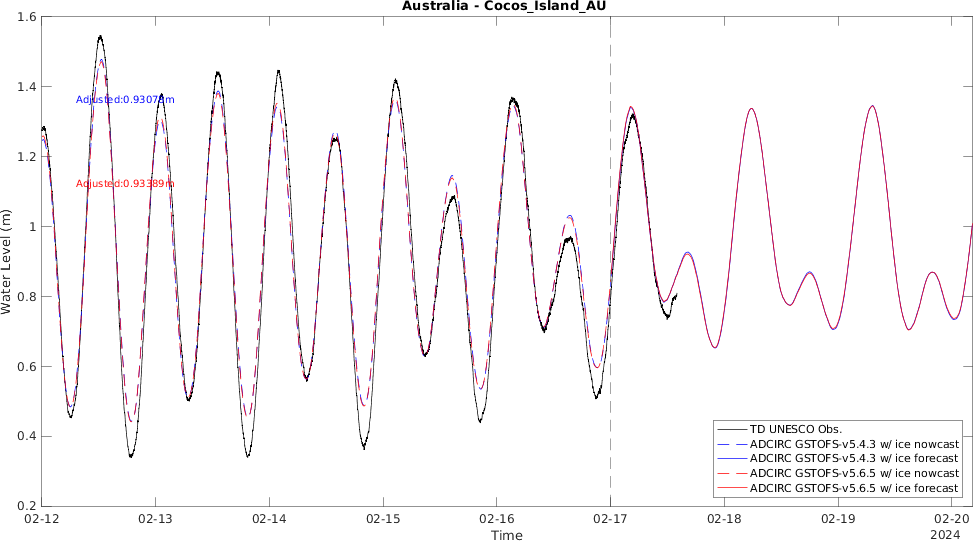 Australia - Cocos_Island_AU
1.6
1.4
1.2
1
0.8
0.6
0.4
0.2
Water Level (m)
Adjusted:0.93389m
02-12
02-13
02-14
02-15
02-16
02-17
02-18
02-19
02-20
Time
2024
TD UNESCO Obs.
ADCIRC GSTOFS-v5.4.3 w/ ice nowcast
ADCIRC GSTOFS-v5.4.3 w/ ice forecast
ADCIRC GSTOFS-v5.6.5 w/ ice nowcast
ADCIRC GSTOFS-v5.6.5 w/ ice forecast